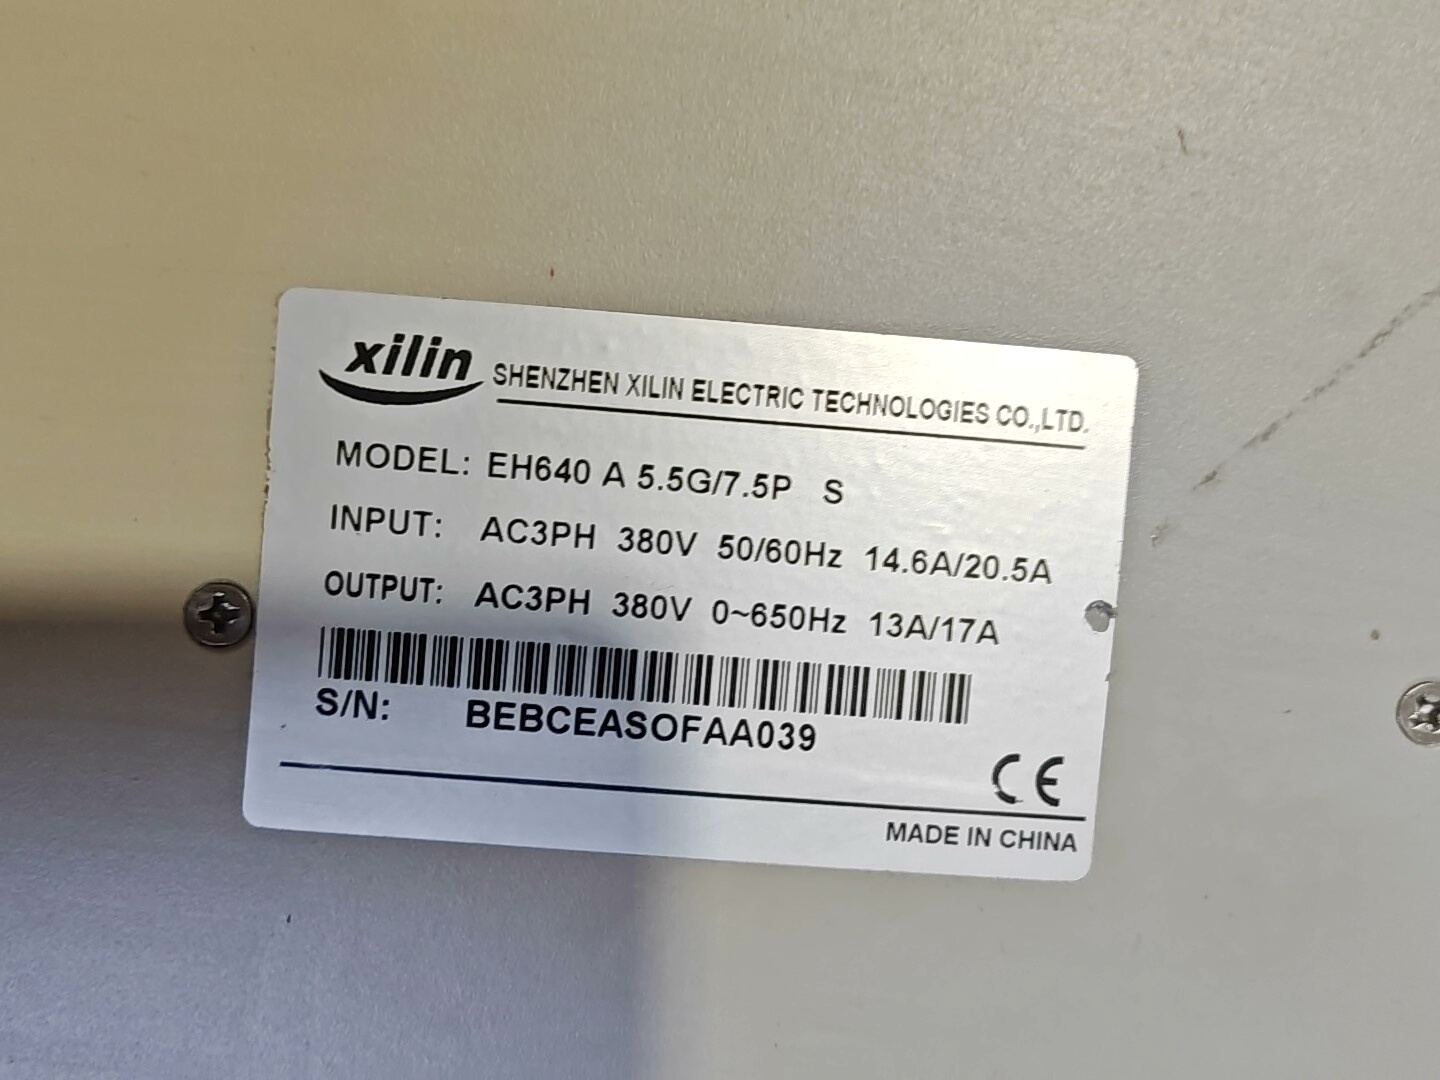 xilin SHENZHEN XILIN ELECTRIC TECHNOLOGIES CO.,LTD.
MODEL: EH640 A 5.5G/7.5P S
INPUT: AC3PH 380V 50/60Hz 14.6A/20.5A
OUTPUT: AC3PH 380V 0~650Hz 13A/17A
S/N: BEBCEASOFAA039
CE
MADE IN CHINA